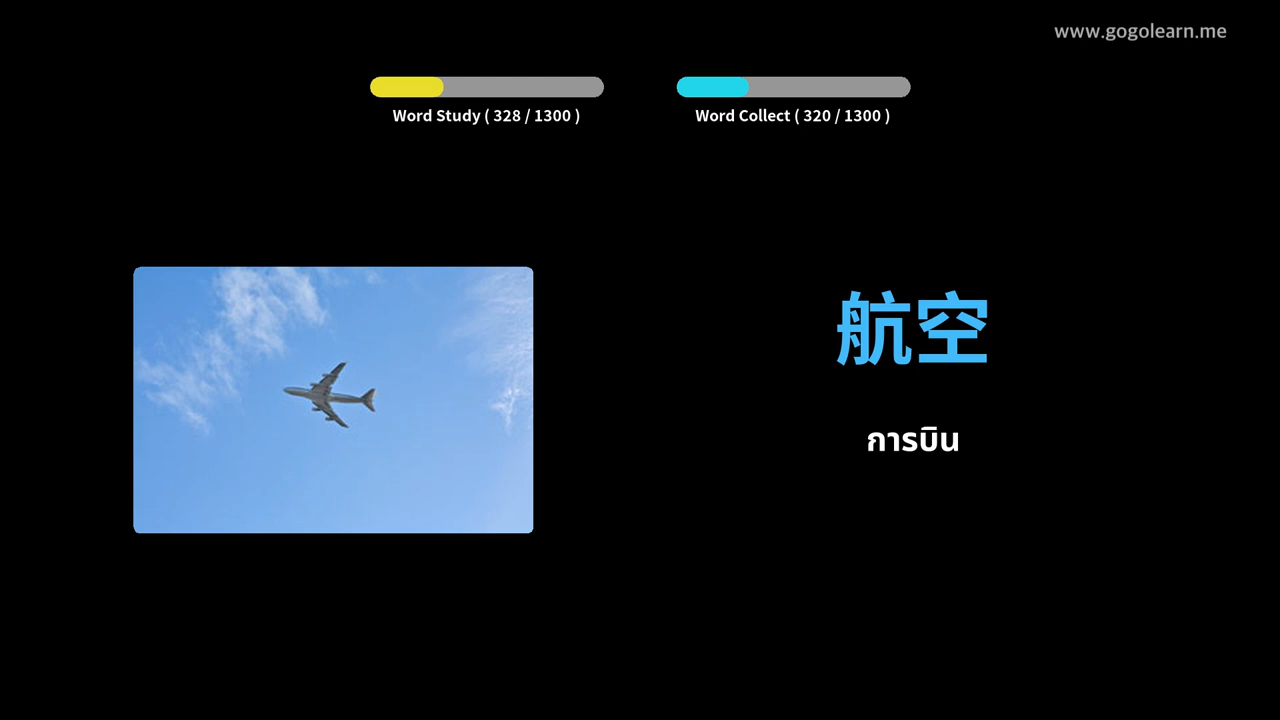 www.gogolearn.me
Word Study ( 328 / 1300 )
Word Collect ( 320 / 1300 )
航空
การบิน